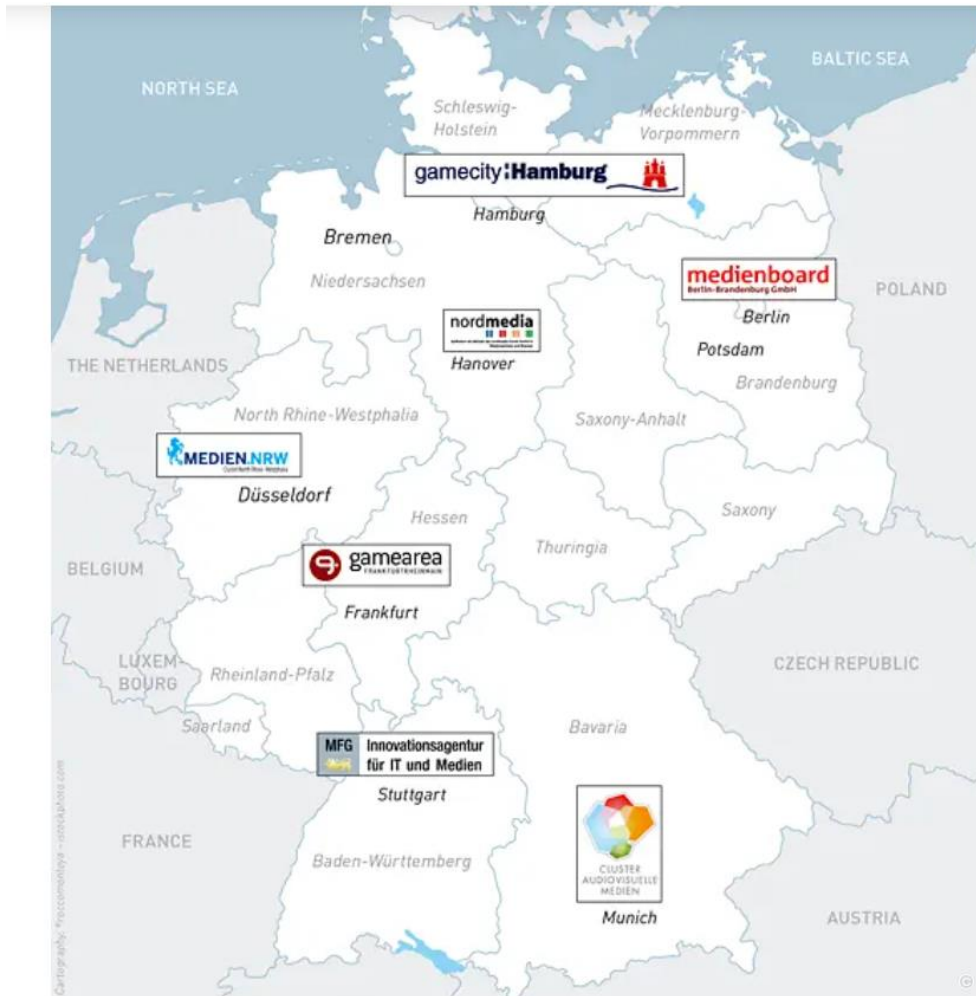 BALTIC SEA
NORTH SEA
Schleswig-
Holstein
Mecklenburg-
Vorpommern
gamecity:Hamburg
Hamburg
Bremen
Niedersachsen
medienboard
Berlin-Brandenburg GmbH
POLAND
Berlin
nordmedia
Hanover
Potsdam
THE NETHERLANDS
Brandenburg
North Rhine-Westphalia
Saxony-Anhalt
MEDIEN.NRW
Düsseldorf
Hessen
Saxony
Thuringia
gamearea
FRANKFURTRHEINMAIN
BELGIUM
Frankfurt
LUXEM-
BOURG
Rheinland-Pfalz
CZECH REPUBLIC
Saarland
Bavaria
MFG Innovationsagentur
für IT und Medien
Stuttgart
FRANCE
Baden-Württemberg
CLUSTER
AUDIOVISUELLE
MEDIEN
Munich
AUSTRIA
©